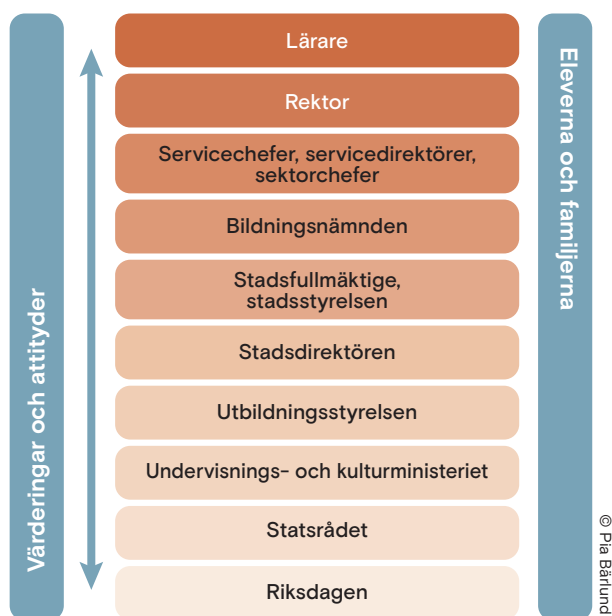 Värderingar och attityder
Lärare
Rektor
Servicechefer, servicedirektörer,
sektorchefer
Bildningsnämnden
Stadsfullmäktige,
stadsstyrelsen
Stadsdirektören
Utbildningsstyrelsen
Undervisnings- och kulturministeriet
Statsrådet
Riksdagen
Eleverna och familjerna
© Pia Bärlund